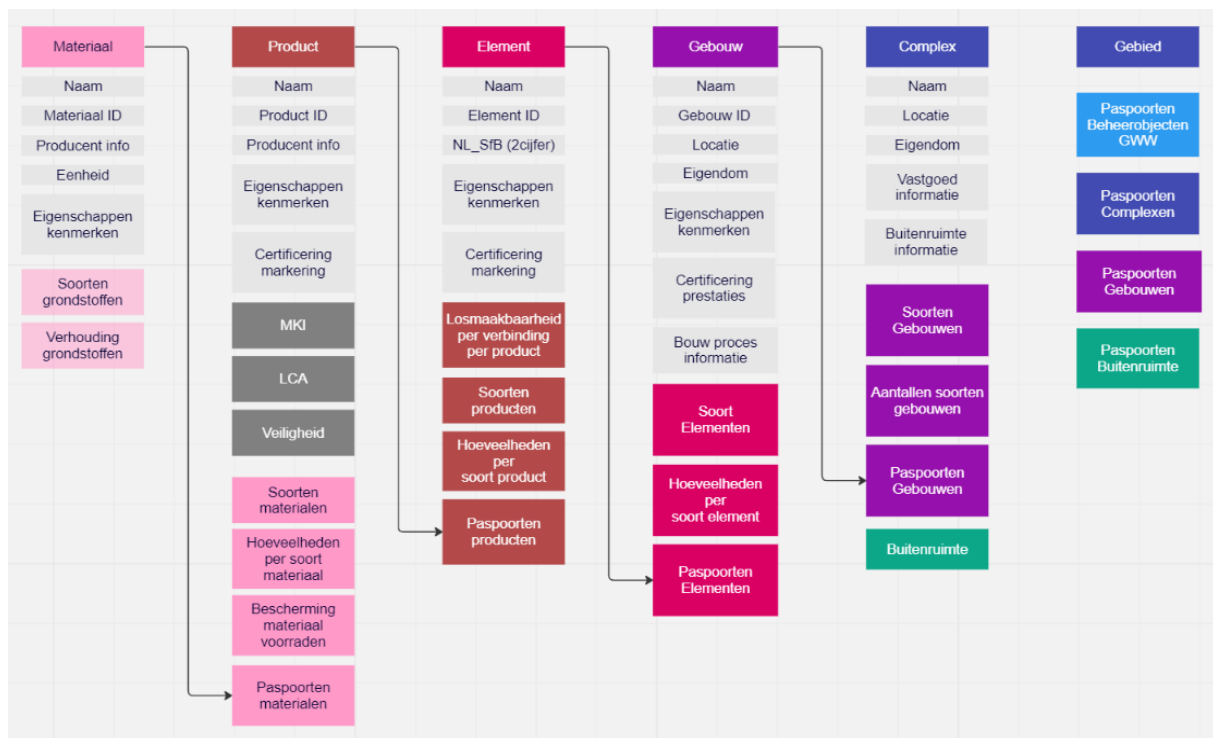 Materiaal
Naam
Materiaal ID
Producent info
Eenheid
Eigenschappen
kenmerken
Soorten
grondstoffen
Verhouding
grondstoffen
Product
Naam
Product ID
Producent info
Eigenschappen
kenmerken
Certificering
markering
MKI
LCA
Veiligheid
Soorten
materialen
Hoeveelheden
per soort
materiaal
Bescherming
materiaal
voorraden
Paspoorten
materialen
Element
Naam
Element ID
NL_SfB (2cijfer)
Eigenschappen
kenmerken
Certificering
markering
Losmaakbaarheid
per verbinding
per product
Soorten
producten
Hoeveelheden
per
soort product
Paspoorten
producten
Gebouw
Naam
Gebouw ID
Locatie
Eigendom
Eigenschappen
kenmerken
Certificering
prestaties
Bouw proces
informatie
Soort
Elementen
Hoeveelheden
per
soort element
Paspoorten
Elementen
Complex
Naam
Locatie
Eigendom
Vastgoed
informatie
Buitenruimte
informatie
Soorten
Gebouwen
Aantallen soorten
gebouwen
Paspoorten
Gebouwen
Buitenruimte
Gebied
Paspoorten
Beheerobjecten
GWW
Paspoorten
Complexen
Paspoorten
Gebouwen
Paspoorten
Buitenruimte